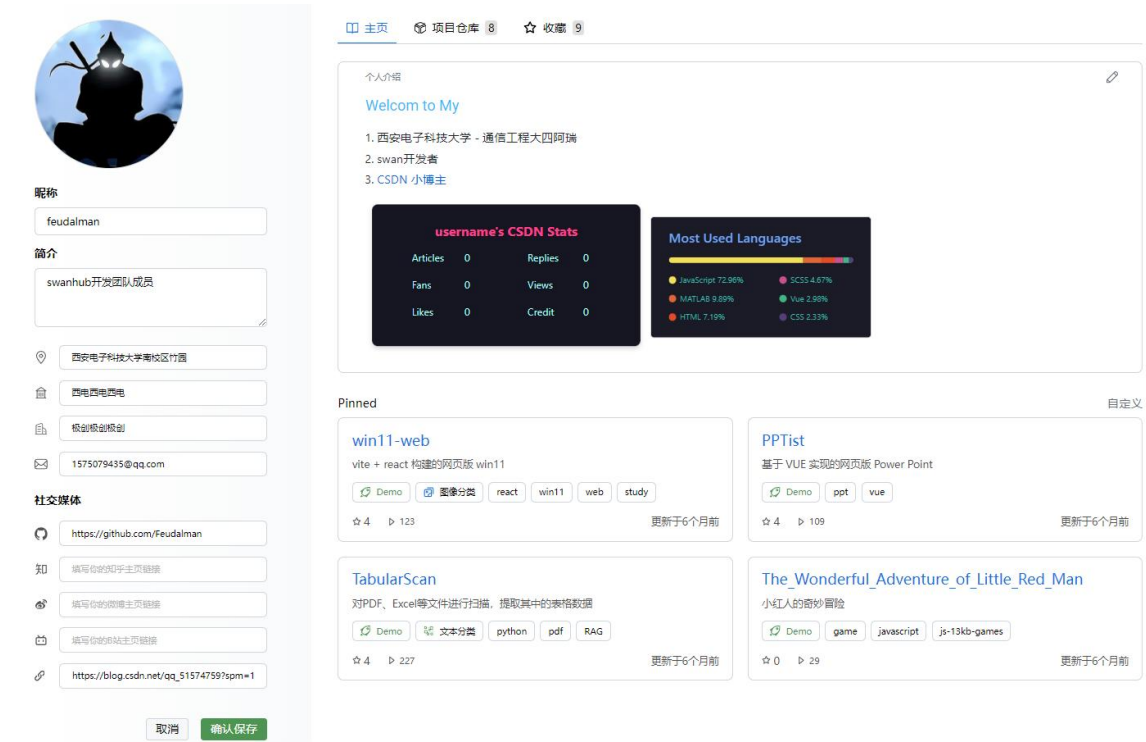 昵称
feudalman
简介
swanhub开发团队成员
西安电子科技大学南校区竹园
西电西电西电
极创极创极创
1575079435@qq.com
社交媒体
https://github.com/Feudalman
知
填写你的知乎主页链接
填写你的微博主页链接
填写你的B站主页链接
https://blog.csdn.net/qq_51574759?spm=1
取消 确认保存
主页 项目仓库 8 收藏 9
个人介绍
Welcom to My
1. 西安电子科技大学 - 通信工程大四阿瑞
2. swan开发者
3. CSDN 小博主
username's CSDN Stats
Articles 0 Replies 0
Fans 0 Views 0
Likes 0 Credit 0
Most Used Languages
JavaScript 72.96% SCSS 4.67%
MATLAB 9.89% Vue 2.98%
HTML 7.19% CSS 2.33%
Pinned 自定义
win11-web
vite + react 构建的网页版 win11
Demo 图像分类 react win11 web study
4 123 更新于6个月前
PPTist
基于 VUE 实现的网页版 Power Point
Demo ppt vue
4 109 更新于6个月前
TabularScan
对PDF、Excel等文件进行扫描，提取其中的表格数据
Demo 文本分类 python pdf RAG
4 227 更新于6个月前
The_Wonderful_Adventure_of_Little_Red_Man
小红人的奇妙冒险
Demo game javascript js-13kb-games
0 29 更新于6个月前